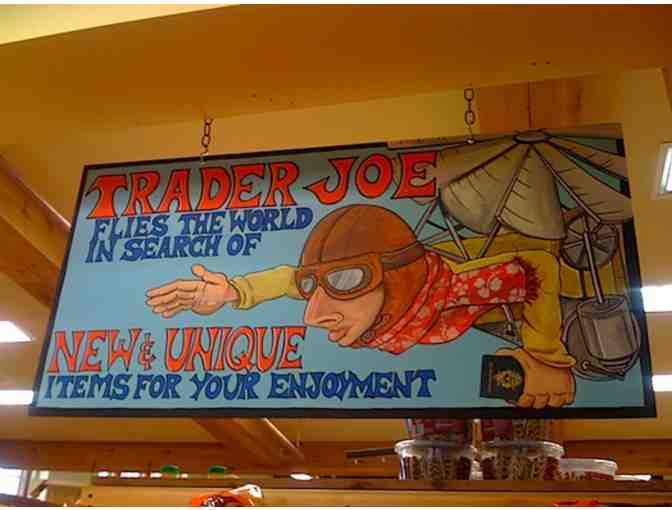 TRADER JOE
FLIES THE WORLD
IN SEARCH OF
NEW & UNIQUE
ITEMS FOR YOUR ENJOYMENT